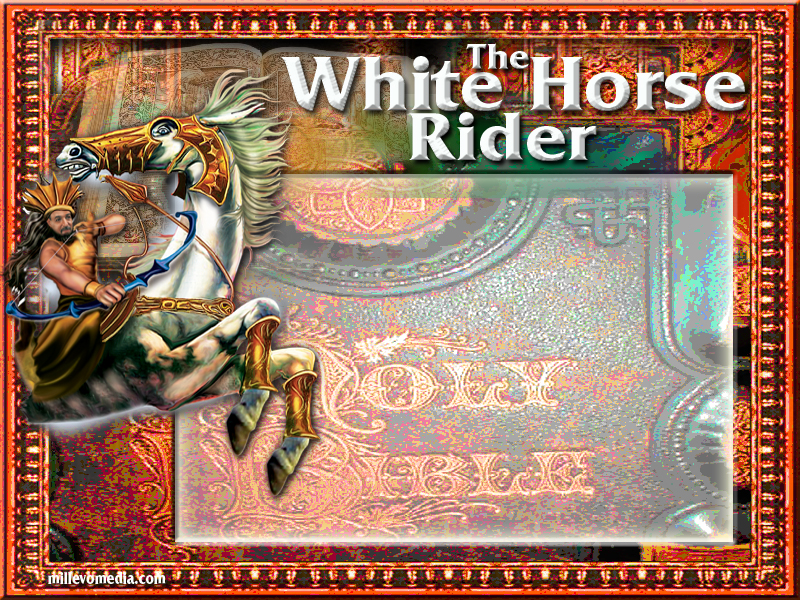 The
White Horse
Rider
HOLY
BIBLE
millevomedia.com